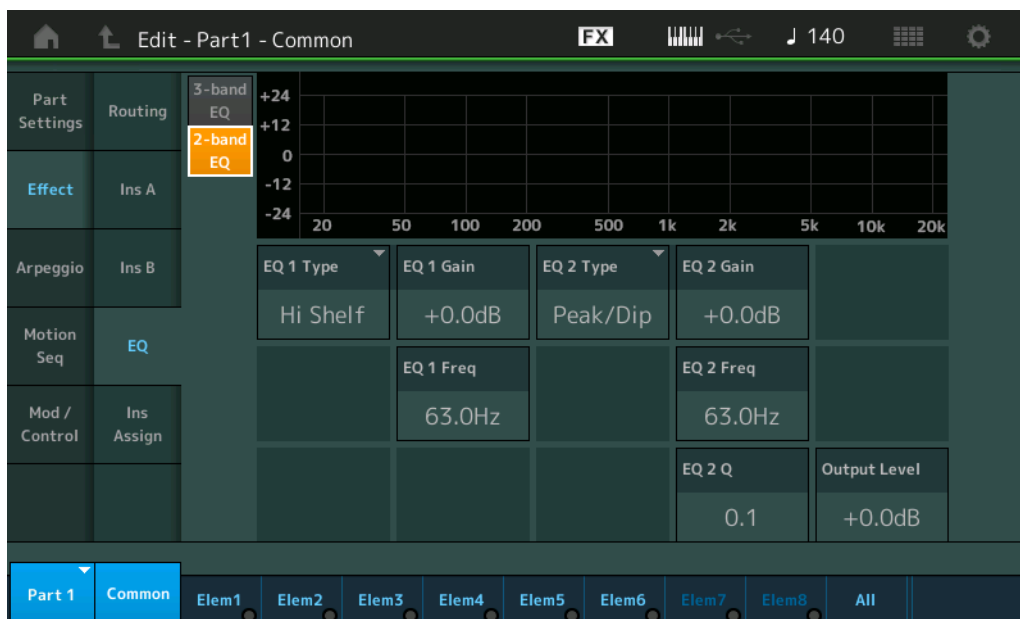 Edit - Part1 - Common FX 140
Part Settings
Effect
Arpeggio
Motion Seq
Mod / Control
Routing
Ins A
Ins B
EQ
Ins Assign
3-band EQ
2-band EQ
+24
+12
0
-12
-24
20 50 100 200 500 1k 2k 5k 10k 20k
EQ 1 Type EQ 1 Gain EQ 2 Type EQ 2 Gain
Hi Shelf +0.0dB Peak/Dip +0.0dB
EQ 1 Freq EQ 2 Freq
63.0Hz 63.0Hz
EQ 2 Q Output Level
0.1 +0.0dB
Part 1 Common Elem1 Elem2 Elem3 Elem4 Elem5 Elem6 Elem7 Elem8 All